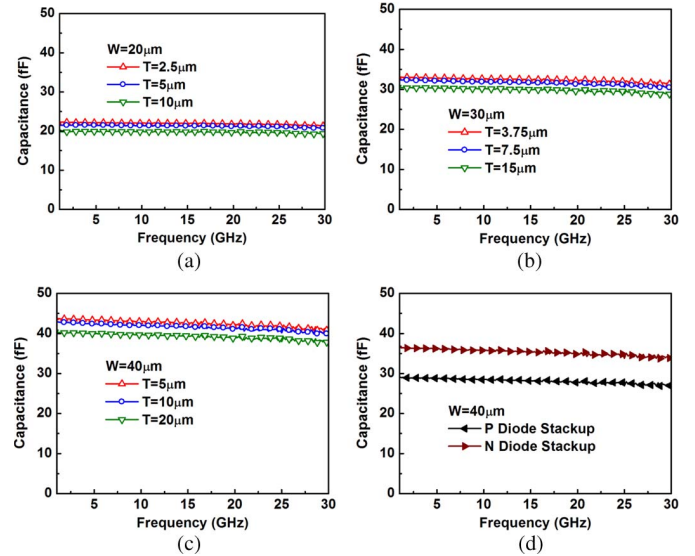 50
40
30
20
10
0
Capacitance (fF)
W=20μm
T=2.5μm
T=5μm
T=10μm
5 10 15 20 25 30
Frequency (GHz)
(a)
50
40
30
20
10
0
Capacitance (fF)
W=30μm
T=3.75μm
T=7.5μm
T=15μm
5 10 15 20 25 30
Frequency (GHz)
(b)
50
40
30
20
10
0
Capacitance (fF)
W=40μm
T=5μm
T=10μm
T=20μm
5 10 15 20 25 30
Frequency (GHz)
(c)
50
40
30
20
10
0
Capacitance (fF)
W=40μm
P Diode Stackup
N Diode Stackup
5 10 15 20 25 30
Frequency (GHz)
(d)